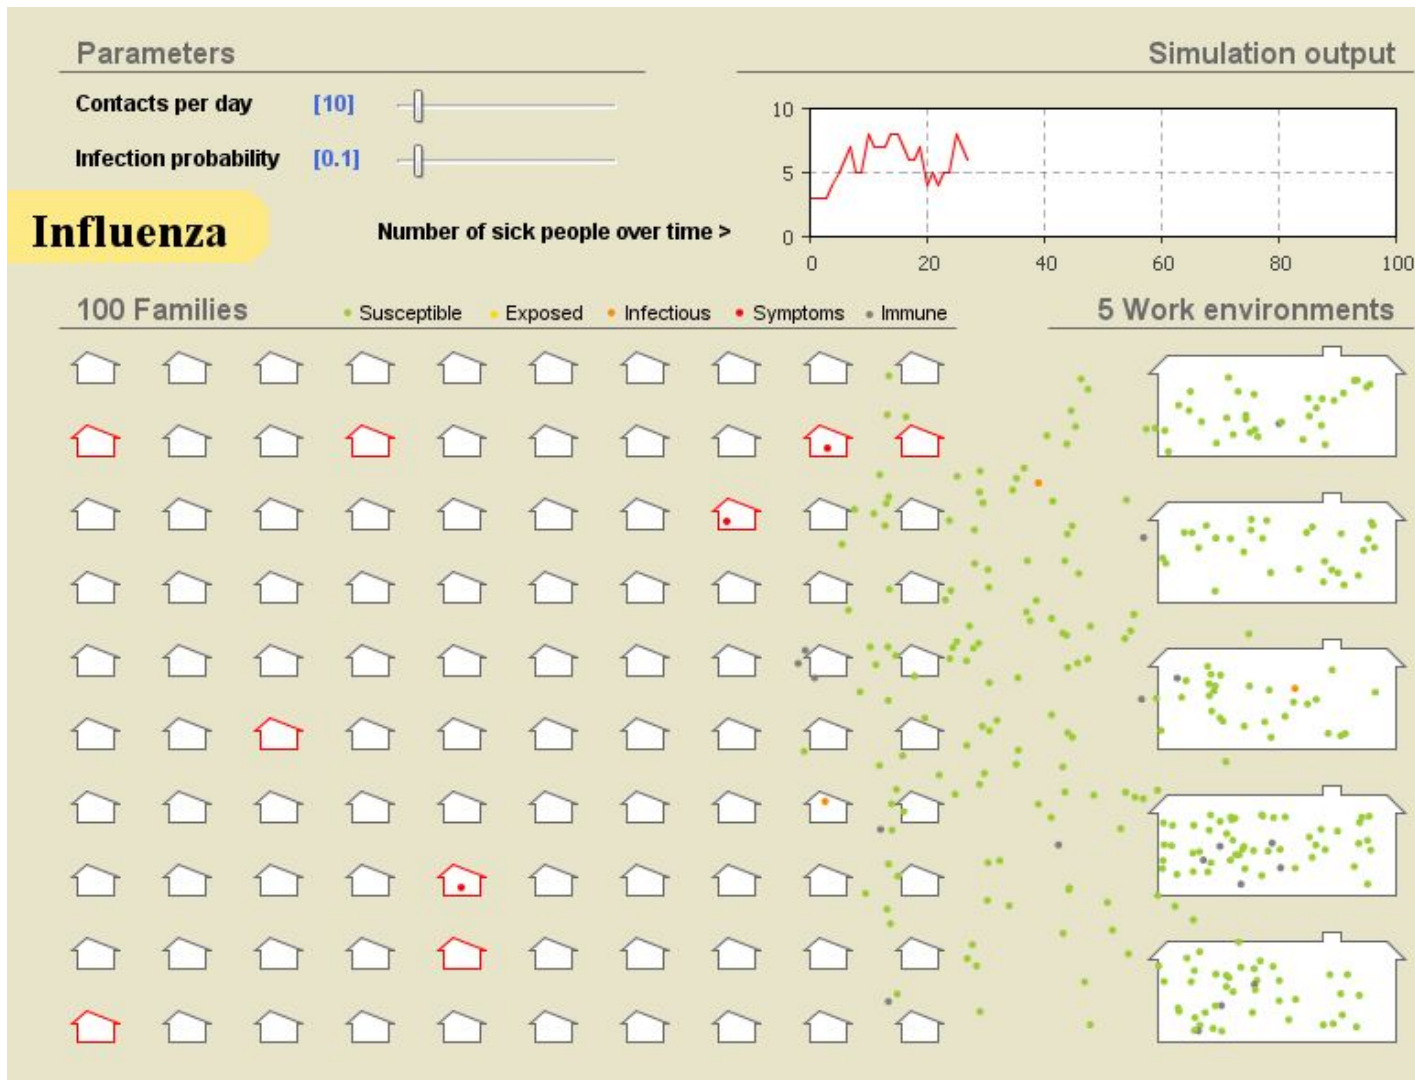 Parameters
Simulation output
Contacts per day [10]
Infection probability [0.1]
10
5
0
0 20 40 60 80 100
Influenza
Number of sick people over time >
100 Families
Susceptible Exposed Infectious Symptoms Immune
5 Work environments